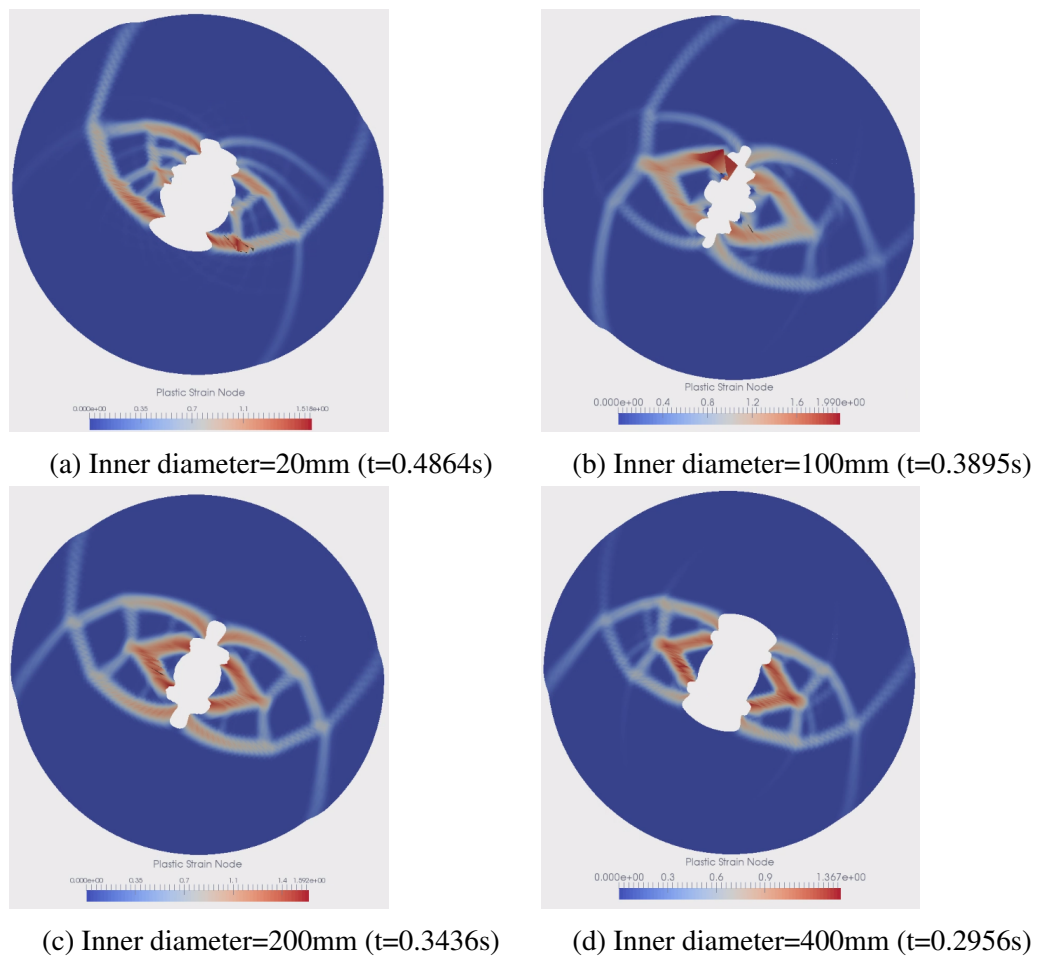 Plastic Strain Node
0.000e+00 0.35 0.7 1.1 1.518e+00
Plastic Strain Node
0.000e+00 0.4 0.8 1.2 1.6 1.990e+00
(a) Inner diameter=20mm (t=0.4864s)
(b) Inner diameter=100mm (t=0.3895s)
Plastic Strain Node
0.000e+00 0.35 0.7 1.1 1.4 1.592e+00
Plastic Strain Node
0.000e+00 0.3 0.6 0.9 1.367e+00
(c) Inner diameter=200mm (t=0.3436s)
(d) Inner diameter=400mm (t=0.2956s)